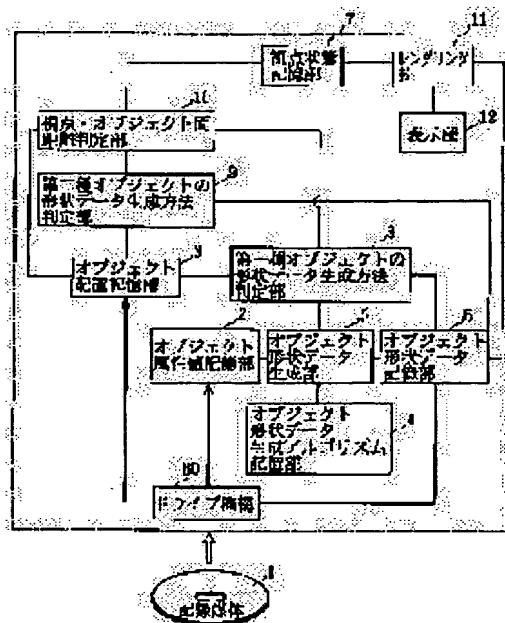 7
11
視点状態
記憶部
レンダリング
部
11
視点・オブジェクト間
距離判定部
12
表示部
9
第一種オブジェクトの
形状データ生成方法
判定部
3
オブジェクト
配置記憶部
3
第一種オブジェクトの
形状データ生成方法
判定部
2
オブジェクト
属性値記憶部
5
オブジェクト
形状データ
生成部
6
オブジェクト
形状データ
記憶部
4
オブジェクト
形状データ
生成アルゴリズム
記憶部
80
ドライブ機構
1
記録媒体